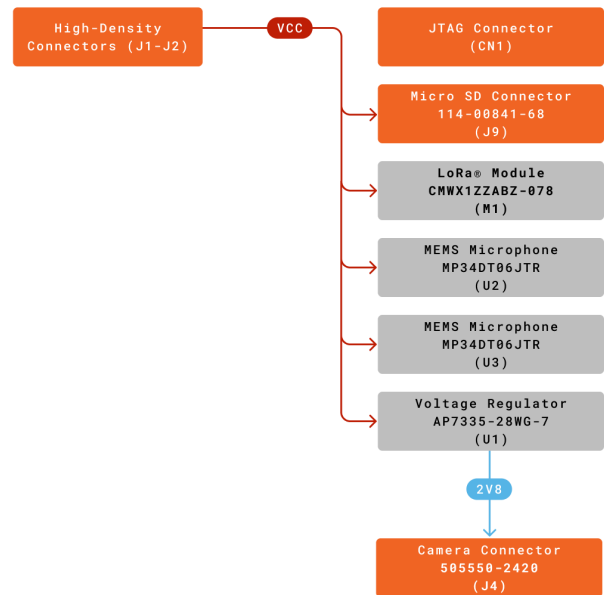 High-Density
Connectors (J1-J2)
VCC
JTAG Connector
(CN1)
Micro SD Connector
114-00841-68
(J9)
LoRa® Module
CMWX1ZZABZ-078
(M1)
MEMS Microphone
MP34DT06JTR
(U2)
MEMS Microphone
MP34DT06JTR
(U3)
Voltage Regulator
AP7335-28WG-7
(U1)
2V8
Camera Connector
505550-2420
(J4)